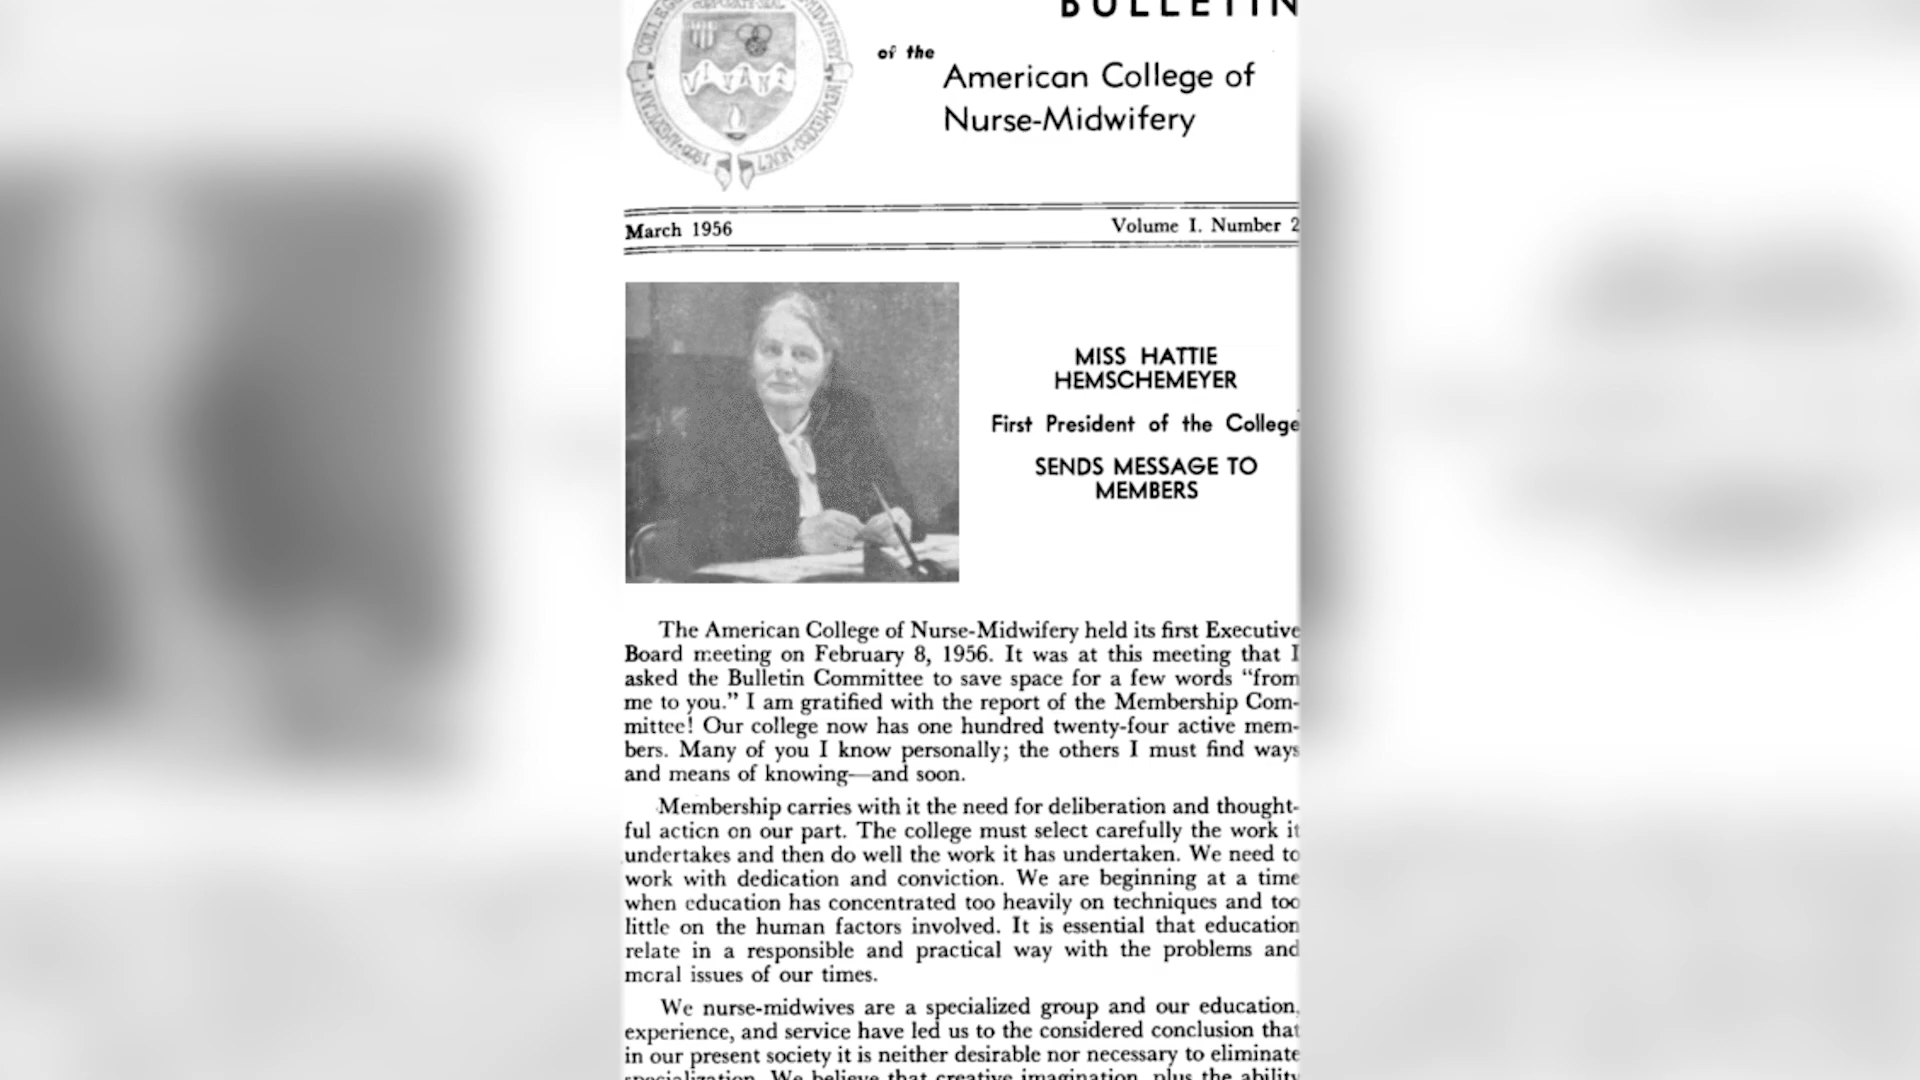 BULLETIN
of the
American College of
Nurse-Midwifery
VIVANT
March 1956
Volume I. Number 2
MISS HATTIE
HEMSCHEMEYER
First President of the College
SENDS MESSAGE TO
MEMBERS
The American College of Nurse-Midwifery held its first Executive
Board meeting on February 8, 1956. It was at this meeting that I
asked the Bulletin Committee to save space for a few words “from
me to you.” I am gratified with the report of the Membership Com-
mittee! Our college now has one hundred twenty-four active mem-
bers. Many of you I know personally; the others I must find ways
and means of knowing—and soon.
Membership carries with it the need for deliberation and thought-
ful action on our part. The college must select carefully the work it
undertakes and then do well the work it has undertaken. We need to
work with dedication and conviction. We are beginning at a time
when education has concentrated too heavily on techniques and too
little on the human factors involved. It is essential that education
relate in a responsible and practical way with the problems and
moral issues of our times.
We nurse-midwives are a specialized group and our education,
experience, and service have led us to the considered conclusion that
in our present society it is neither desirable nor necessary to eliminate
specialization. We believe that creative imagination, plus the ability